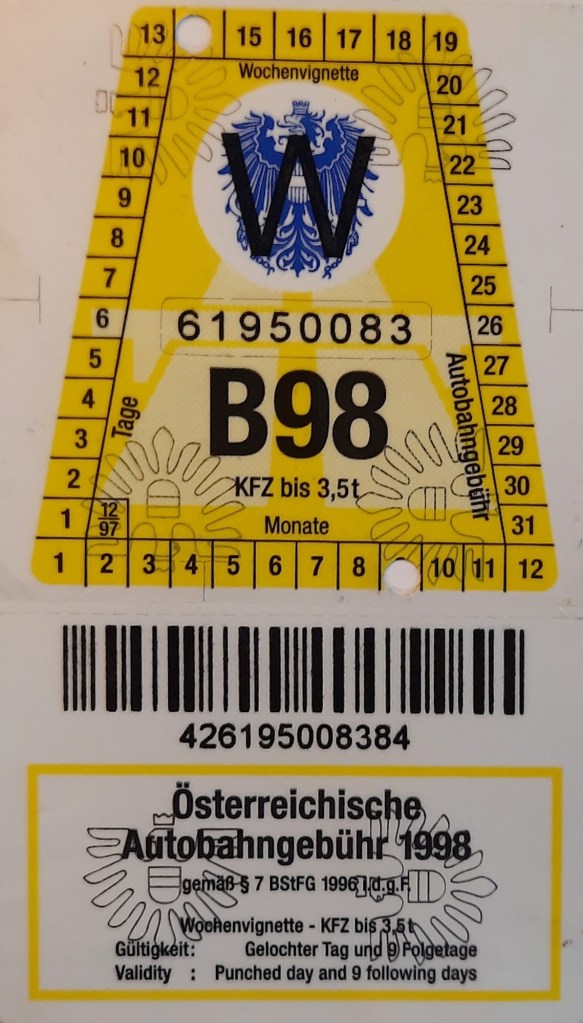 13 15 16 17 18 19
Wochenvignette
12 20
11 21
10 22
9 23
8 24
7 25
6 26
5 27
4 28
3 29
2 30
1 31
W
61950083
B98
Tage
Autobahngebühr
KFZ bis 3,5t
12
97
Monate
1 2 3 4 5 6 7 8 10 11 12
426195008384
Österreichische
Autobahngebühr 1998
gemäß § 7 BStFG 1996 i.d.g.F.
Wochenvignette - KFZ bis 3,5t
Gültigkeit: Gelochter Tag und 9 Folgetage
Validity : Punched day and 9 following days